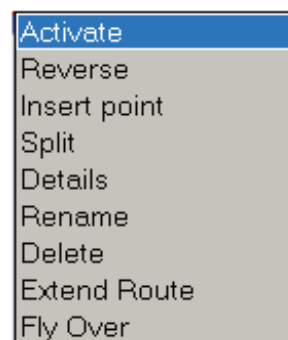 Activate
Reverse
Insert point
Split
Details
Rename
Delete
Extend Route
Fly Over